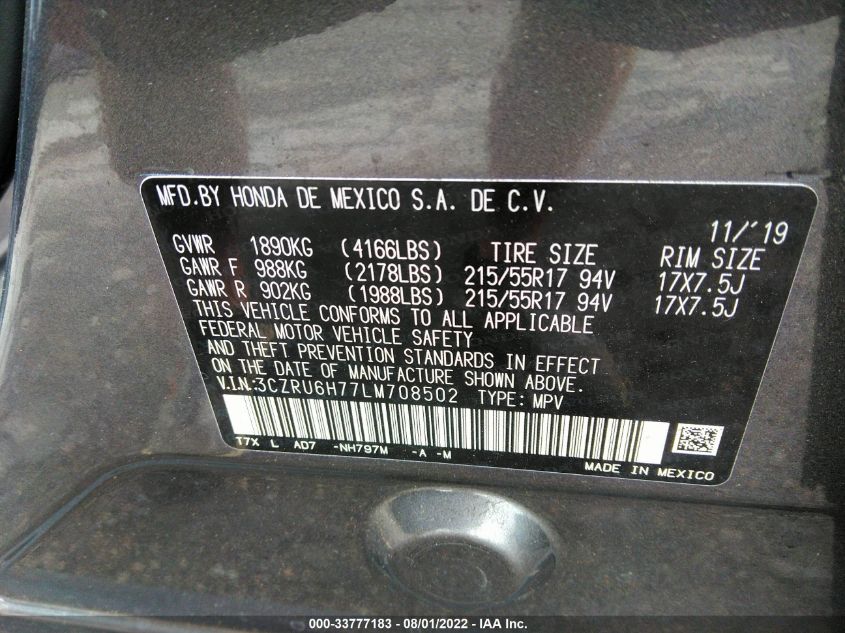 MFD.BY HONDA DE MEXICO S.A. DE C.V.
11/'19
GVWR 1890KG (4166LBS) TIRE SIZE RIM SIZE
GAWR F 988KG (2178LBS) 215/55R17 94V 17X7.5J
GAWR R 902KG (1988LBS) 215/55R17 94V 17X7.5J
THIS VEHICLE CONFORMS TO ALL APPLICABLE
FEDERAL MOTOR VEHICLE SAFETY
AND THEFT PREVENTION STANDARDS IN EFFECT
ON THE DATE OF MANUFACTURE SHOWN ABOVE.
V.I.N:3CZRU6H77LM708502 TYPE: MPV
T7X L AD7 -NH797M -A -M
MADE IN MEXICO
000-33777183 - 08/01/2022 - IAA Inc.